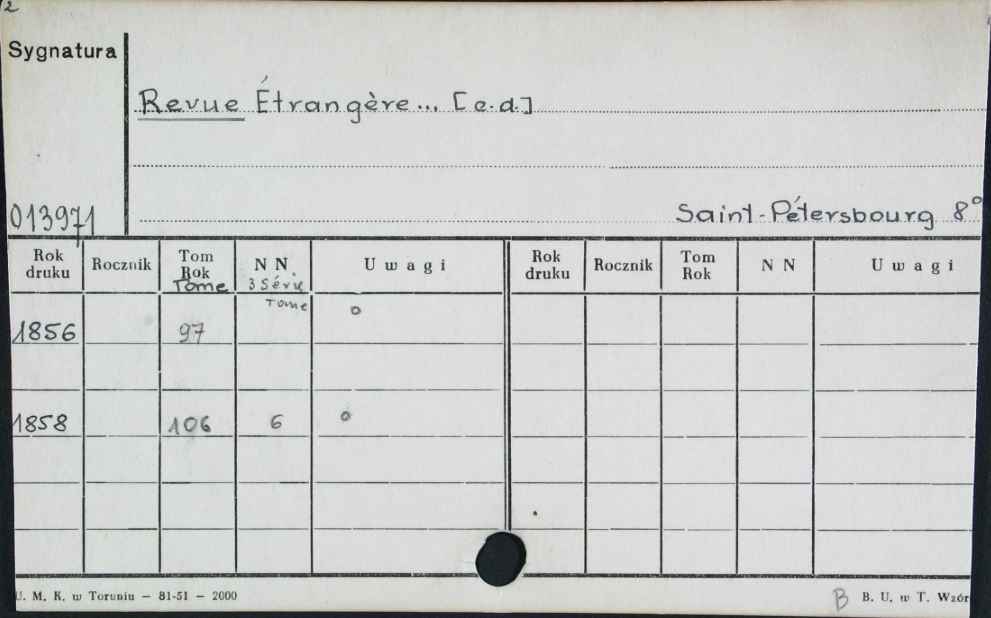 2
Sygnatura
Revue Étrangère... [c.d.]
013971
Saint-Pétersbourg 8°
Rok druku Rocznik Tom Rok Tome N N. 3 Série Tome U w a g i Rok druku Rocznik Tom Rok N N U w a g i
1856 97 o
1858 106 6 o
U. M. K. w Toruniu — 81-51 — 2000
B B. U. w T. Wzór